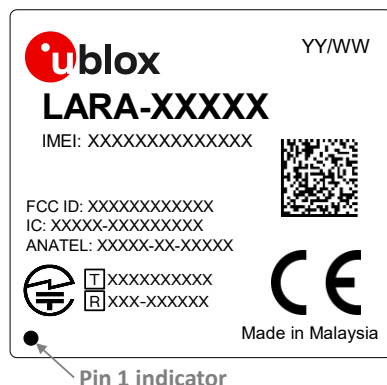 ublox
YY/WW
LARA-XXXXX
IMEI: XXXXXXXXXXXXXX
FCC ID: XXXXXXXXXXXX
IC: XXXXX-XXXXXXXXX
ANATEL: XXXXX-XX-XXXXX
T XXXXXXXXXX
R XXX-XXXXXX
CE
Made in Malaysia
Pin 1 indicator